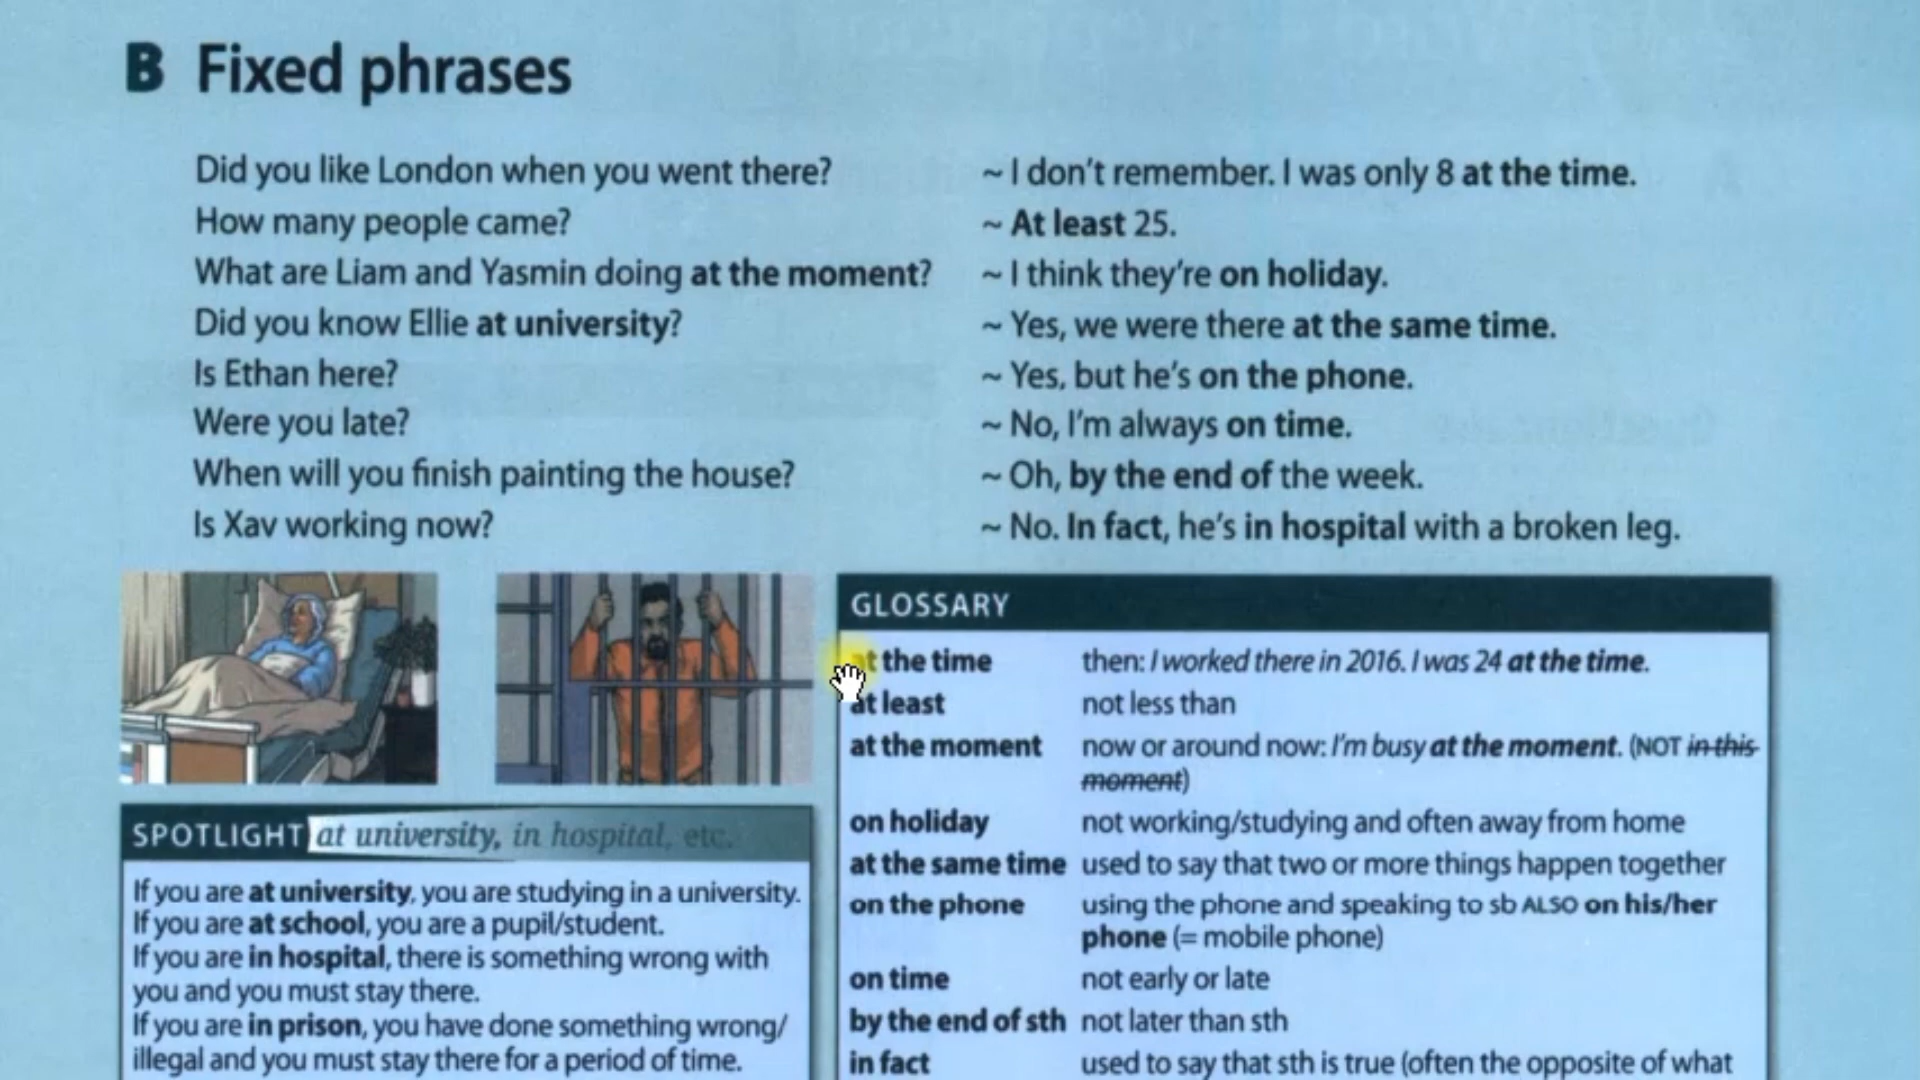 B Fixed phrases
Did you like London when you went there? ~ I don't remember. I was only 8 at the time.
How many people came? ~ At least 25.
What are Liam and Yasmin doing at the moment? ~ I think they're on holiday.
Did you know Ellie at university? ~ Yes, we were there at the same time.
Is Ethan here? ~ Yes, but he's on the phone.
Were you late? ~ No, I'm always on time.
When will you finish painting the house? ~ Oh, by the end of the week.
Is Xav working now? ~ No. In fact, he's in hospital with a broken leg.
SPOTLIGHT at university, in hospital, etc.
If you are at university, you are studying in a university.
If you are at school, you are a pupil/student.
If you are in hospital, there is something wrong with
you and you must stay there.
If you are in prison, you have done something wrong/
illegal and you must stay there for a period of time.
GLOSSARY
at the time then: I worked there in 2016. I was 24 at the time.
at least not less than
at the moment now or around now: I'm busy at the moment. (NOT in this
moment)
on holiday not working/studying and often away from home
at the same time used to say that two or more things happen together
on the phone using the phone and speaking to sb ALSO on his/her
phone (= mobile phone)
on time not early or late
by the end of sth not later than sth
in fact used to say that sth is true (often the opposite of what